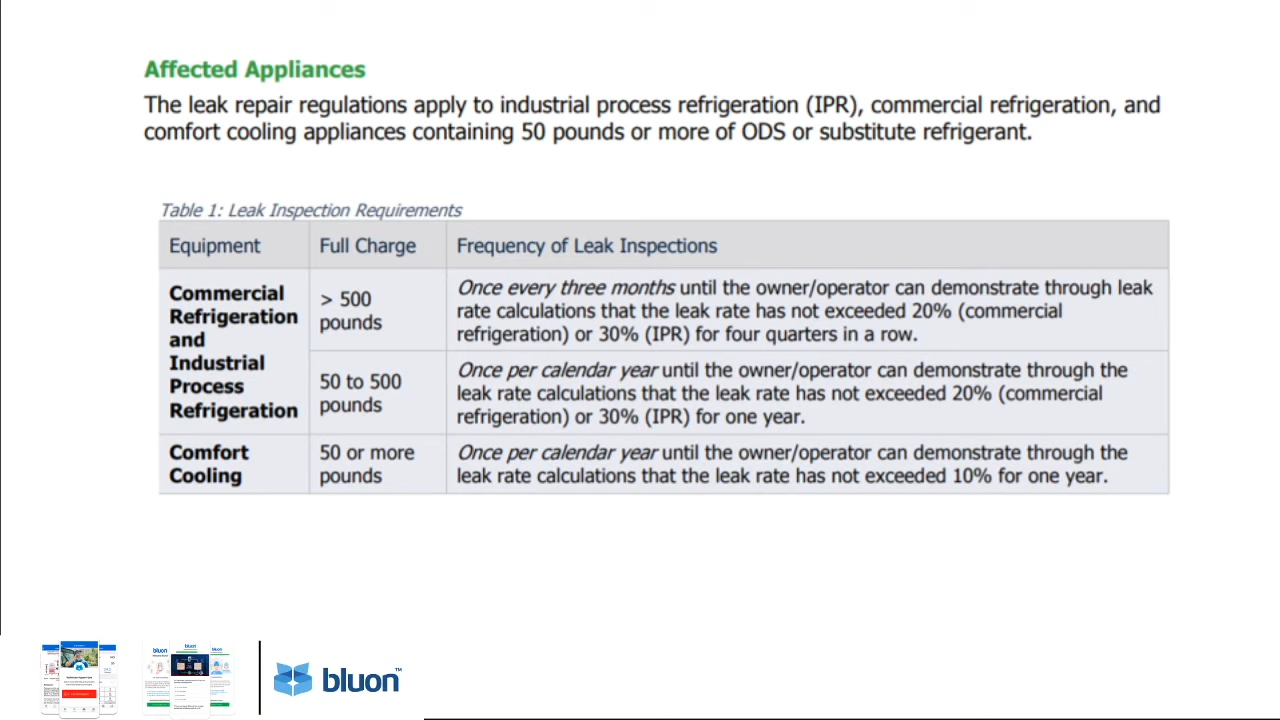 Affected Appliances
The leak repair regulations apply to industrial process refrigeration (IPR), commercial refrigeration, and
comfort cooling appliances containing 50 pounds or more of ODS or substitute refrigerant.
Table 1: Leak Inspection Requirements
Equipment
Full Charge
Frequency of Leak Inspections
Commercial
Refrigeration
and
Industrial
Process
Refrigeration
> 500
pounds
Once every three months until the owner/operator can demonstrate through leak
rate calculations that the leak rate has not exceeded 20% (commercial
refrigeration) or 30% (IPR) for four quarters in a row.
50 to 500
pounds
Once per calendar year until the owner/operator can demonstrate through the
leak rate calculations that the leak rate has not exceeded 20% (commercial
refrigeration) or 30% (IPR) for one year.
Comfort
Cooling
50 or more
pounds
Once per calendar year until the owner/operator can demonstrate through the
leak rate calculations that the leak rate has not exceeded 10% for one year.
bluon
bluon
bluon
bluon™